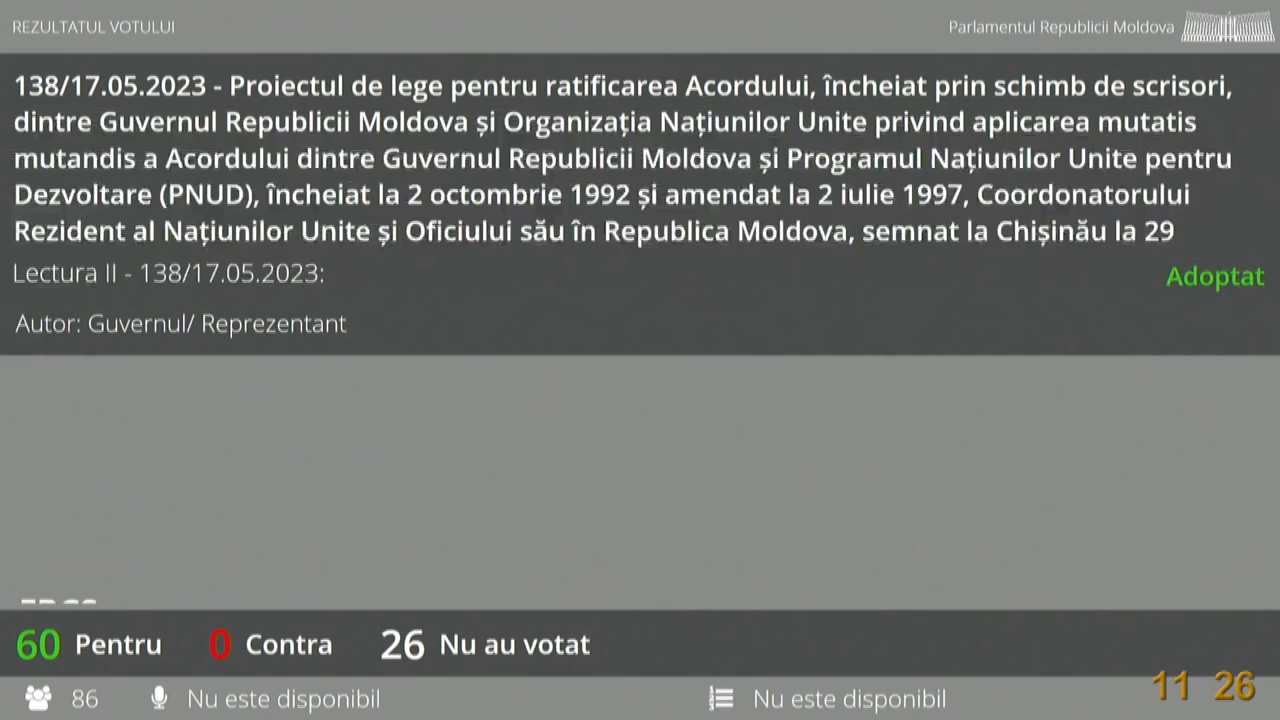 REZULTATUL VOTULUI
Parlamentul Republicii Moldova
138/17.05.2023 - Proiectul de lege pentru ratificarea Acordului, încheiat prin schimb de scrisori,
dintre Guvernul Republicii Moldova și Organizația Națiunilor Unite privind aplicarea mutatis
mutandis a Acordului dintre Guvernul Republicii Moldova și Programul Națiunilor Unite pentru
Dezvoltare (PNUD), încheiat la 2 octombrie 1992 și amendat la 2 iulie 1997, Coordonatorului
Rezident al Națiunilor Unite și Oficiului său în Republica Moldova, semnat la Chișinău la 29
Lectura II - 138/17.05.2023:
Adoptat
Autor: Guvernul/ Reprezentant
60 Pentru 0 Contra 26 Nu au votat
86 Nu este disponibil Nu este disponibil
11 26